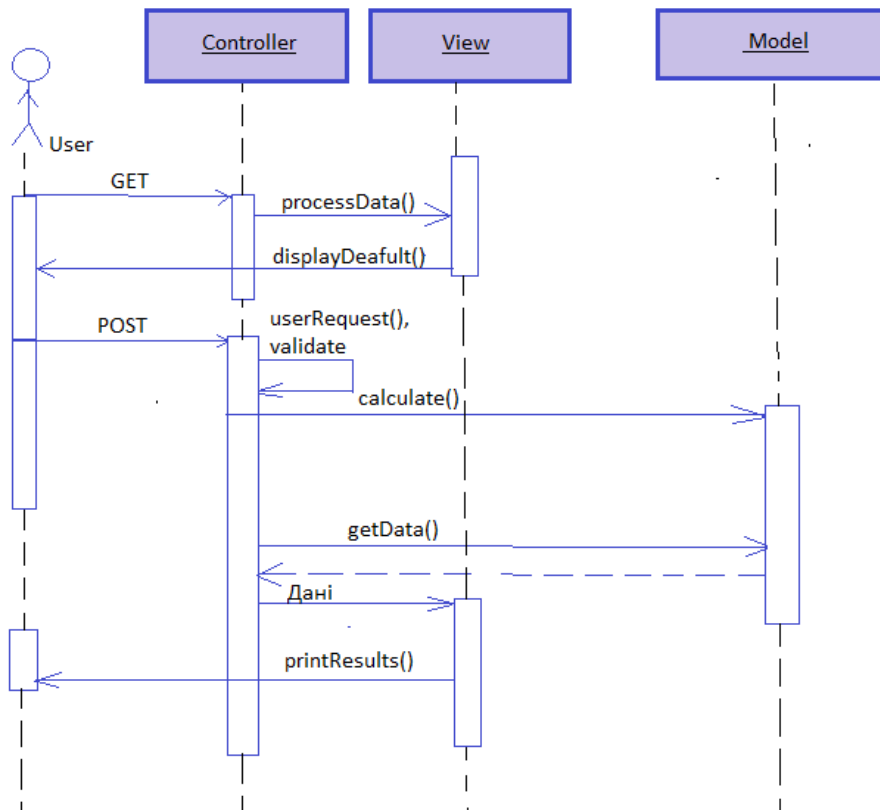 Controller
View
Model
User
GET
processData()
displayDeafult()
POST
userRequest(),
validate
calculate()
getData()
Дані
printResults()